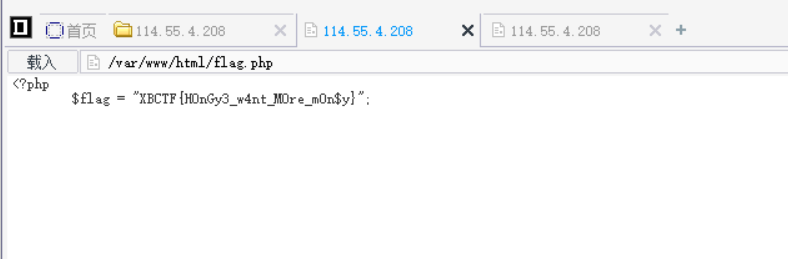 首页 114.55.4.208 114.55.4.208 114.55.4.208
载入 /var/www/html/flag.php
<?php
$flag = "XBCTF{H0nGy3_w4nt_M0re_m0n$y}";